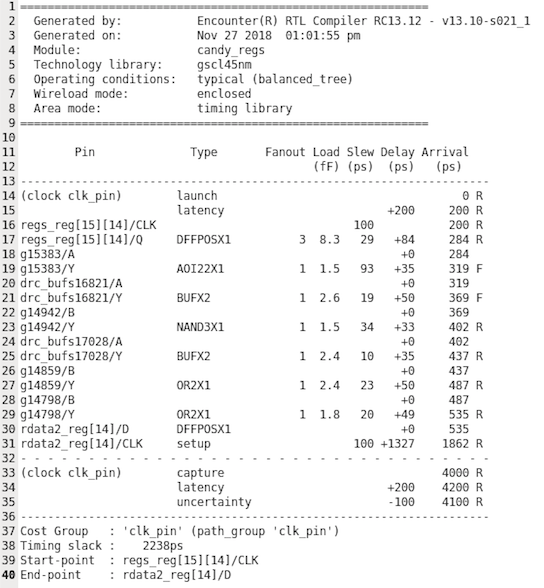 1 ============================================================
2   Generated by:           Encounter(R) RTL Compiler RC13.12 - v13.10-s021_1
3   Generated on:           Nov 27 2018  01:01:55 pm
4   Module:                 candy_regs
5   Technology library:     gscl45nm
6   Operating conditions:   typical (balanced_tree)
7   Wireload mode:          enclosed
8   Area mode:              timing library
9 ============================================================
10
11         Pin              Type       Fanout Load Slew Delay Arrival
12                                            (fF) (ps)  (ps)   (ps)
13 --------------------------------------------------------------------
14 (clock clk_pin)        launch                                    0 R
15                        latency                        +200     200 R
16 regs_reg[15][14]/CLK                             100           200 R
17 regs_reg[15][14]/Q     DFFPOSX1         3  8.3   29    +84     284 R
18 g15383/A                                                +0     284
19 g15383/Y               AOI22X1          1  1.5   93    +35     319 F
20 drc_bufs16821/A                                         +0     319
21 drc_bufs16821/Y        BUFX2            1  2.6   19    +50     369 F
22 g14942/B                                                +0     369
23 g14942/Y               NAND3X1          1  1.5   34    +33     402 R
24 drc_bufs17028/A                                         +0     402
25 drc_bufs17028/Y        BUFX2            1  2.4   10    +35     437 R
26 g14859/B                                                +0     437
27 g14859/Y               OR2X1            1  2.4   23    +50     487 R
28 g14798/B                                                +0     487
29 g14798/Y               OR2X1            1  1.8   20    +49     535 R
30 rdata2_reg[14]/D       DFFPOSX1                         +0     535
31 rdata2_reg[14]/CLK     setup                     100 +1327    1862 R
32 - - - - - - - - - - - - - - - - - - - - - - - - - - - - - - - - - -
33 (clock clk_pin)        capture                                4000 R
34                        latency                        +200    4200 R
35                        uncertainty                    -100    4100 R
36 --------------------------------------------------------------------
37 Cost Group   : 'clk_pin' (path_group 'clk_pin')
38 Timing slack :    2238ps
39 Start-point  : regs_reg[15][14]/CLK
40 End-point    : rdata2_reg[14]/D